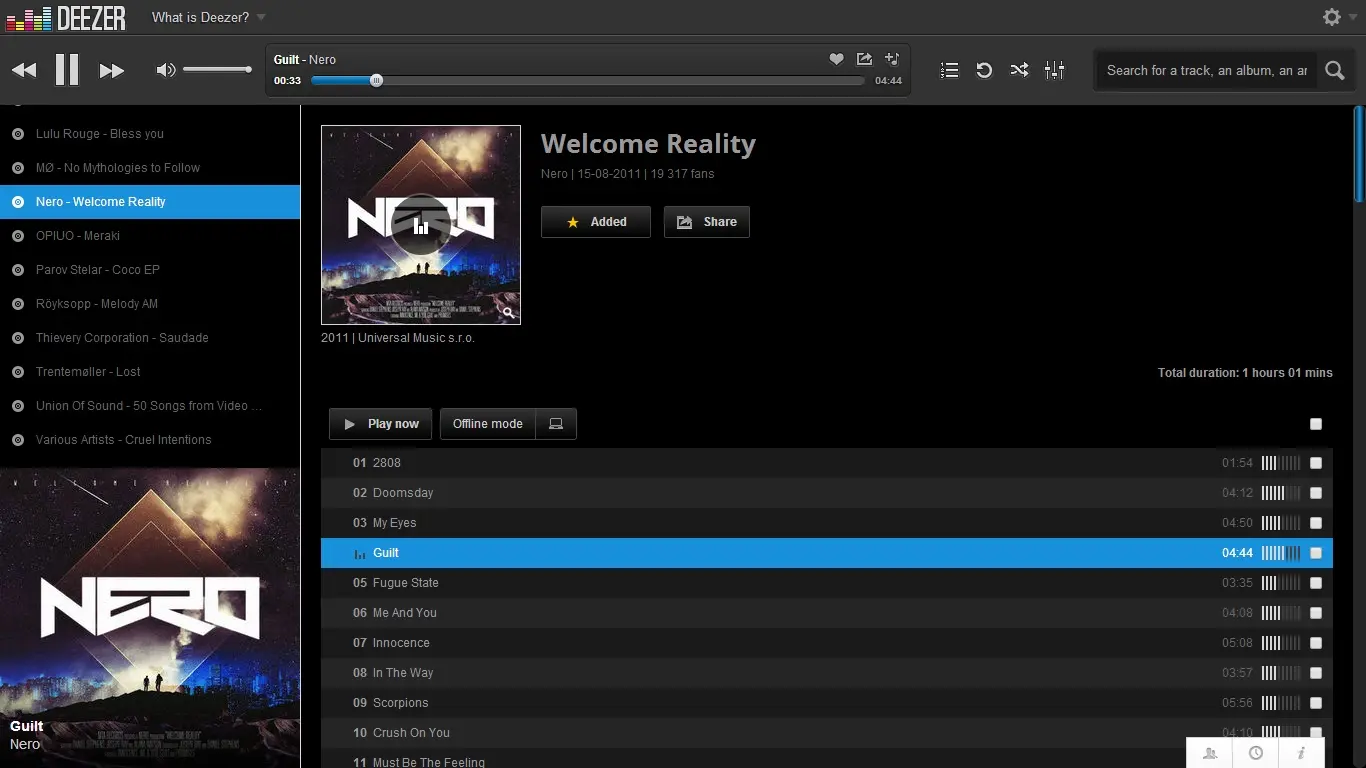 DEEZER What is Deezer?
Guilt - Nero
00:33 04:44
Search for a track, an album, an ar
Lulu Rouge - Bless you
MØ - No Mythologies to Follow
Nero - Welcome Reality
OPIUO - Meraki
Parov Stelar - Coco EP
Röyksopp - Melody AM
Thievery Corporation - Saudade
Trentemøller - Lost
Union Of Sound - 50 Songs from Video ...
Various Artists - Cruel Intentions
WELCOME REALITY
NERO
Guilt
Nero
WELCOME REALITY
NERO
2011 | Universal Music s.r.o.
Welcome Reality
Nero | 15-08-2011 | 19 317 fans
Added Share
Total duration: 1 hours 01 mins
Play now Offline mode
01 2808 01:54
02 Doomsday 04:12
03 My Eyes 04:50
Guilt 04:44
05 Fugue State 03:35
06 Me And You 04:08
07 Innocence 05:08
08 In The Way 03:57
09 Scorpions 05:56
10 Crush On You 04:10
11 Must Be The Feeling